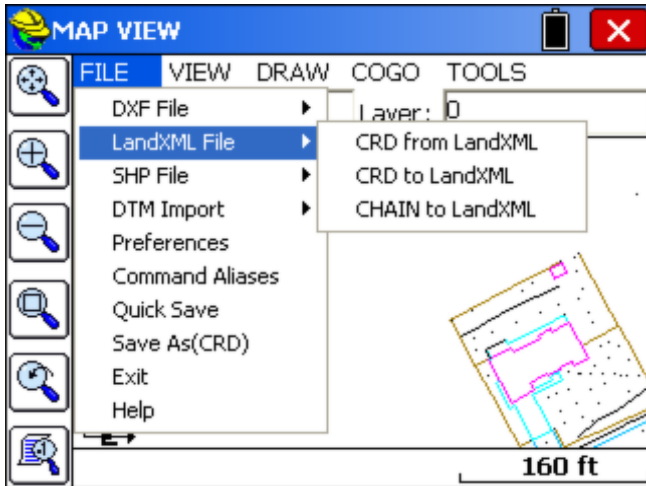 MAP VIEW
FILE VIEW DRAW COGO TOOLS
DXF File
Layer: 0
LandXML File
CRD from LandXML
SHP File
CRD to LandXML
DTM Import
CHAIN to LandXML
Preferences
Command Aliases
Quick Save
Save As(CRD)
Exit
Help
E
160 ft